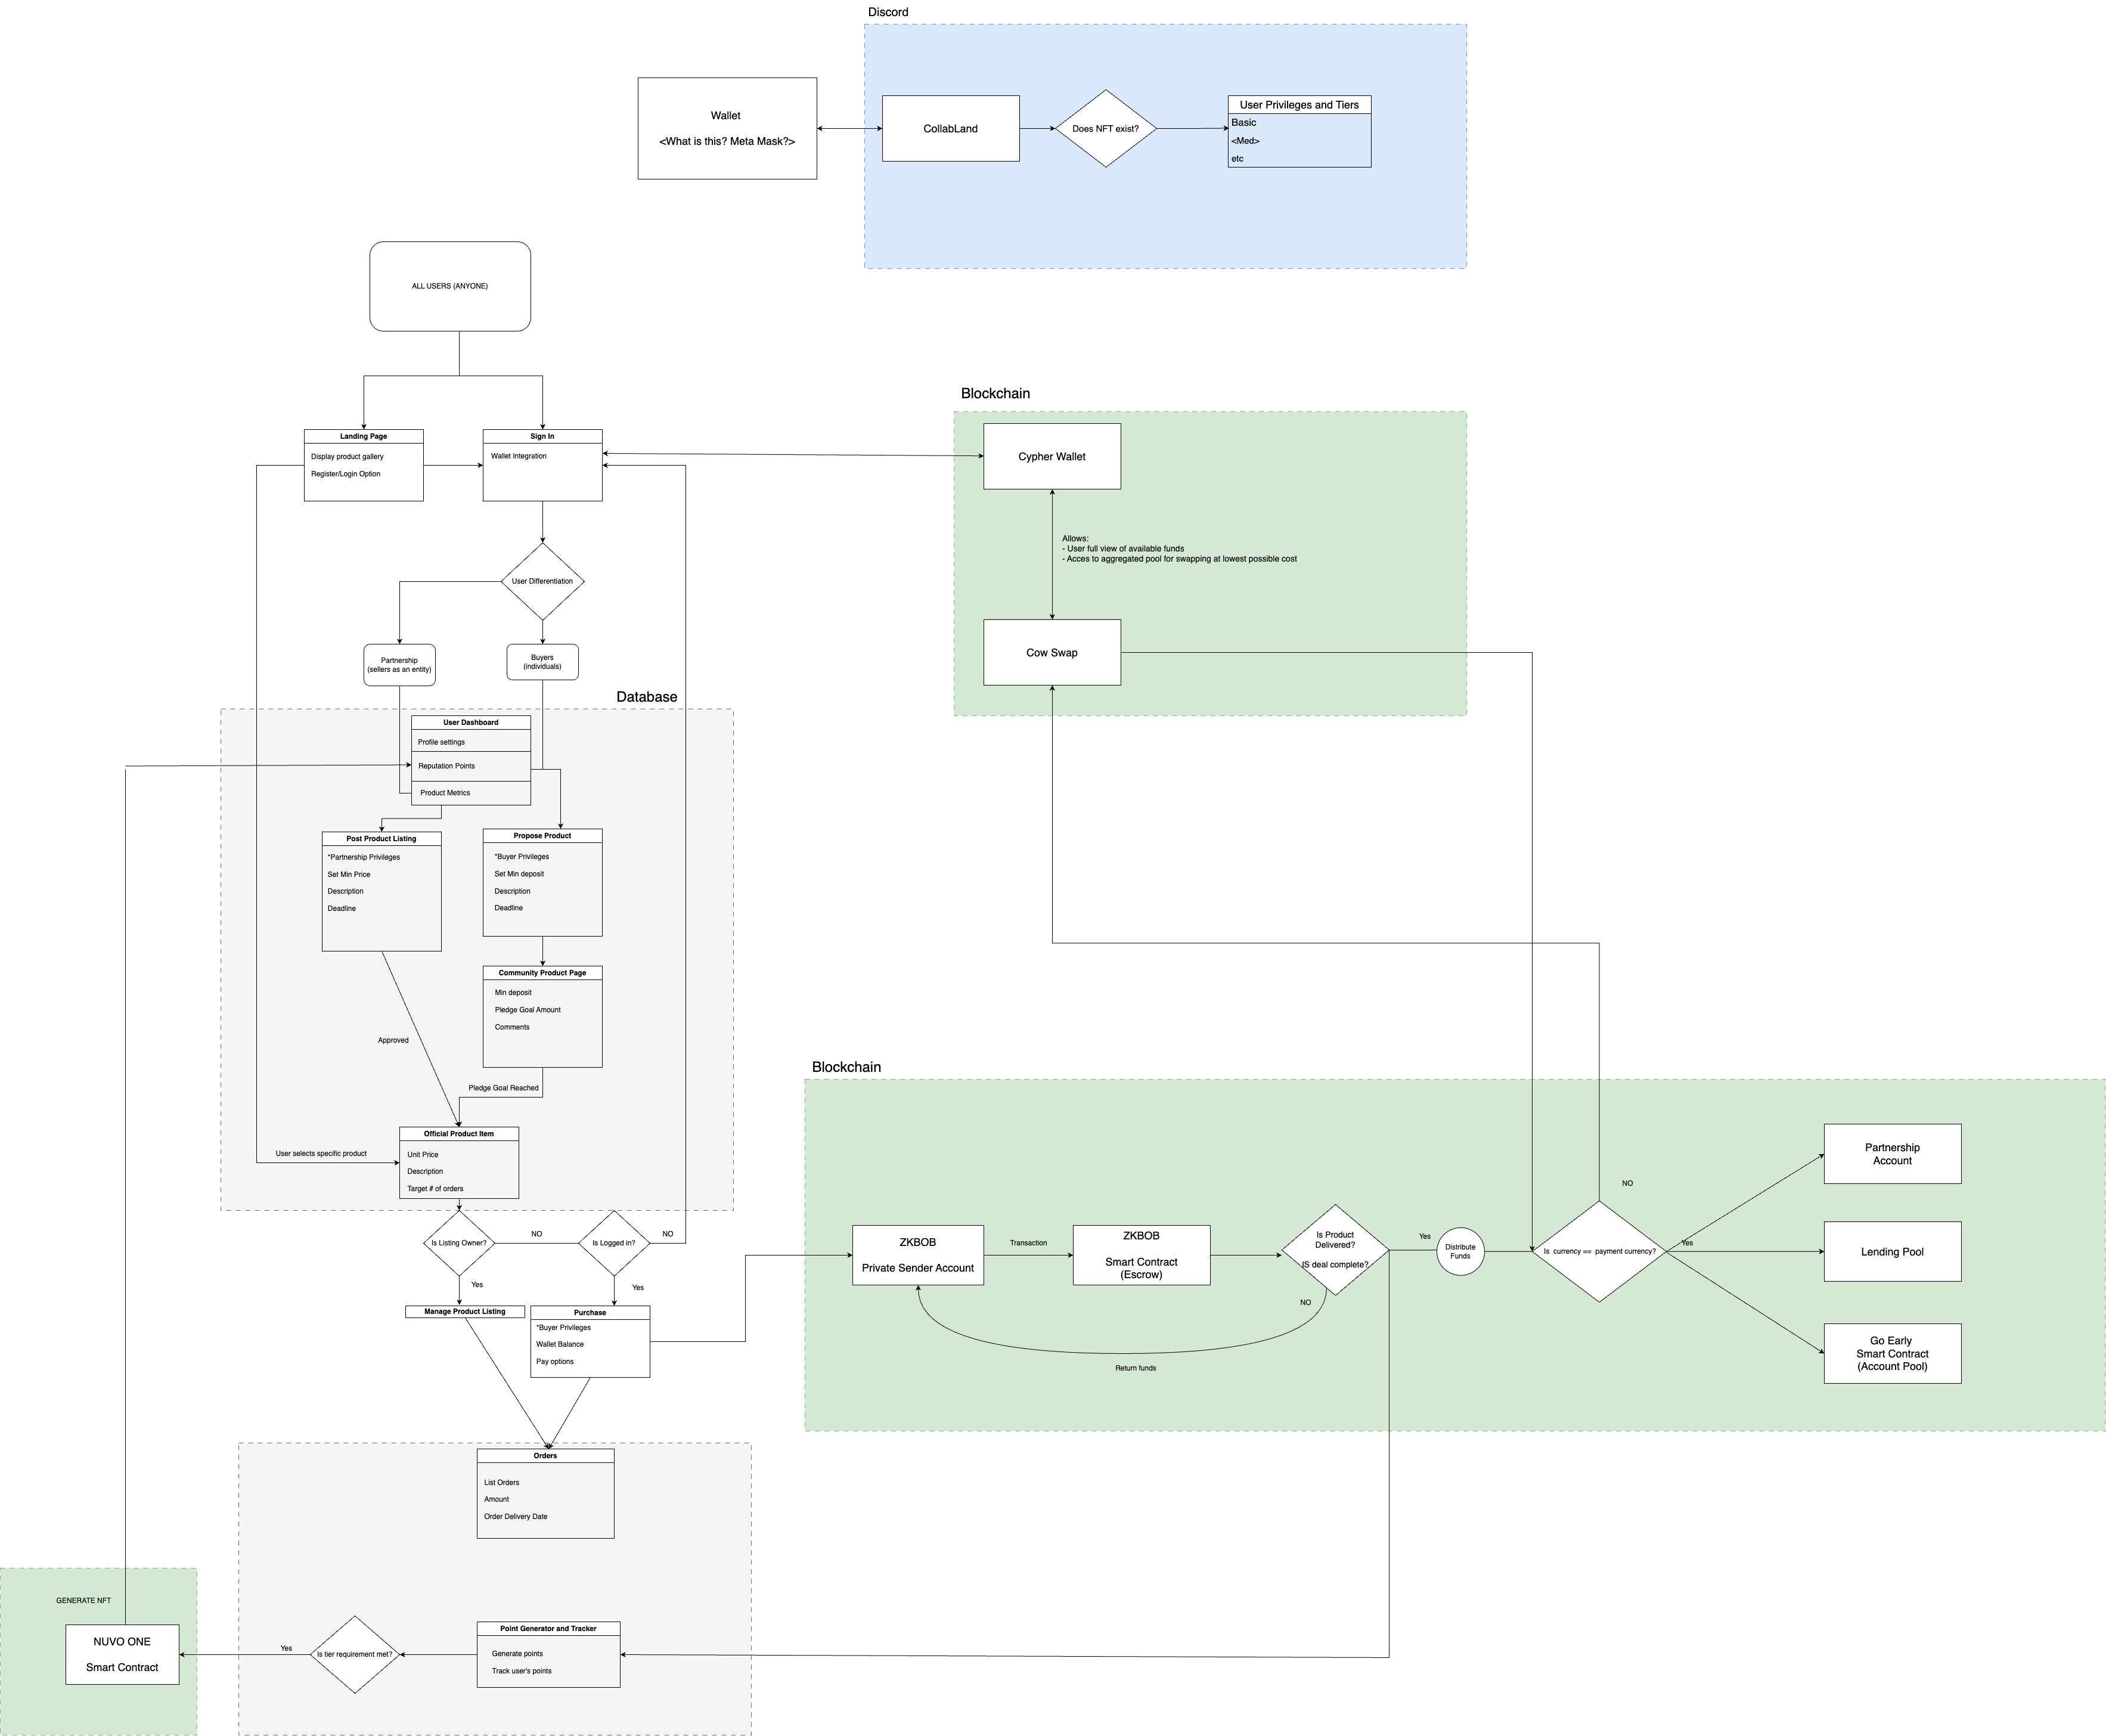 Discord
Wallet
<What is this? Meta Mask?>
CollabLand
Does NFT exist?
User Privileges and Tiers
Basic
<Med>
etc
ALL USERS (ANYONE)
Blockchain
Landing Page
Display product gallery
Register/Login Option
Sign In
Wallet Integration
Cypher Wallet
Allows:
- User full view of available funds
- Acces to aggregated pool for swapping at lowest possible cost
Cow Swap
User Differentiation
Partnership
(sellers as an entity)
Buyers
(individuals)
Database
User Dashboard
Profile settings
Reputation Points
Product Metrics
Post Product Listing
*Partnership Privileges
Set Min Price
Description
Deadline
Propose Product
*Buyer Privileges
Set Min deposit
Description
Deadline
Community Product Page
Min deposit
Pledge Goal Amount
Comments
Approved
Pledge Goal Reached
Official Product Item
Unit Price
Description
Target # of orders
User selects specific product
Is Listing Owner?
NO
Is Logged in?
NO
Yes
Yes
Manage Product Listing
Purchase
*Buyer Privileges
Wallet Balance
Pay options
Blockchain
ZKBOB
Private Sender Account
Transaction
ZKBOB
Smart Contract
(Escrow)
Is Product
Delivered?
IS deal complete?
NO
Return funds
Yes
Distribute
Funds
Is currency == payment currency?
NO
Yes
Partnership
Account
Lending Pool
Go Early
Smart Contract
(Account Pool)
Orders
List Orders
Amount
Order Delivery Date
Point Generator and Tracker
Generate points
Track user's points
Is tier requirement met?
Yes
GENERATE NFT
NUVO ONE
Smart Contract